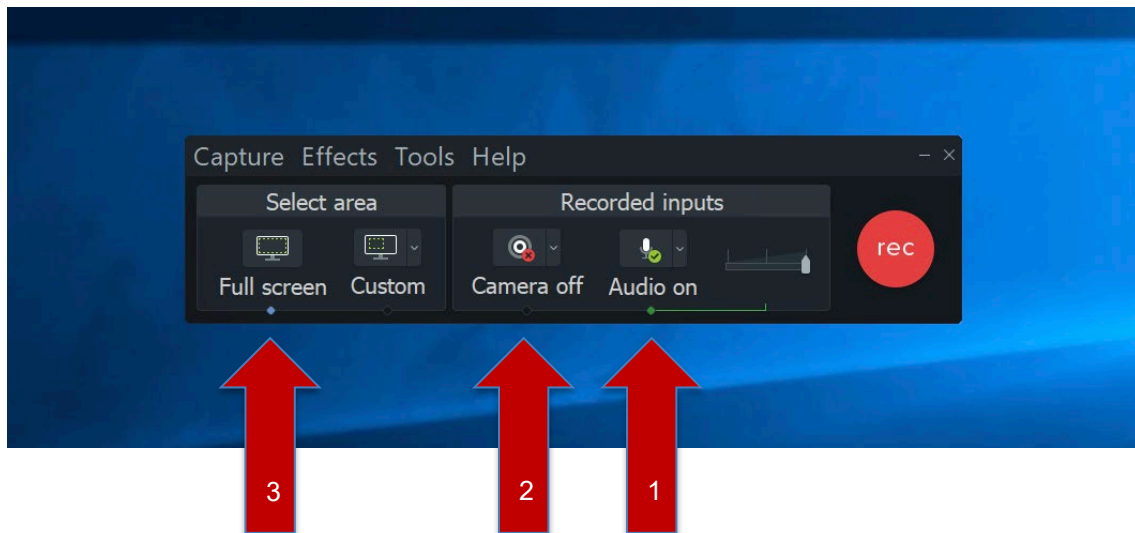 Capture Effects Tools Help
Select area
Recorded inputs
Full screen
Custom
Camera off
Audio on
rec
3
2
1